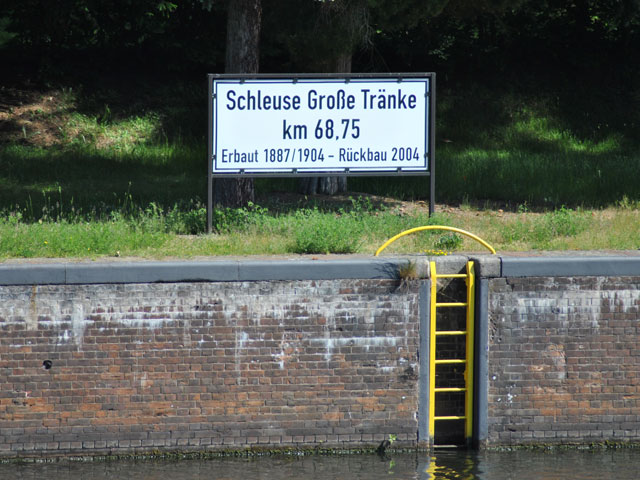 Schleuse Große Tränke
km 68,75
Erbaut 1887/1904 - Rückbau 2004